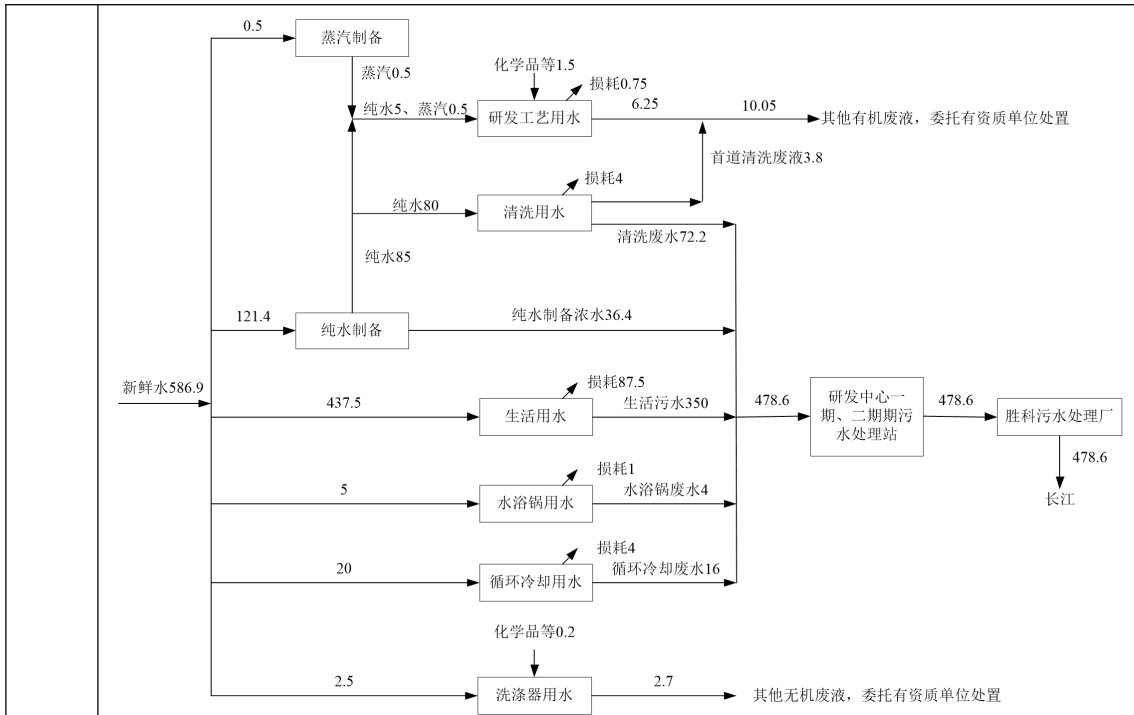 0.5
蒸汽制备
蒸汽0.5
化学品等1.5
损耗0.75
纯水5、蒸汽0.5
研发工艺用水
6.25
10.05
其他有机废液，委托有资质单位处置
首道清洗废液3.8
损耗4
纯水80
清洗用水
清洗废水72.2
纯水85
121.4
纯水制备
纯水制备浓水36.4
新鲜水586.9
损耗87.5
437.5
生活用水
生活污水350
478.6
研发中心一
期、二期期污
水处理站
478.6
胜科污水处理厂
478.6
长江
损耗1
5
水浴锅用水
水浴锅废水4
损耗4
20
循环冷却用水
循环冷却废水16
化学品等0.2
2.5
洗涤器用水
2.7
其他无机废液，委托有资质单位处置